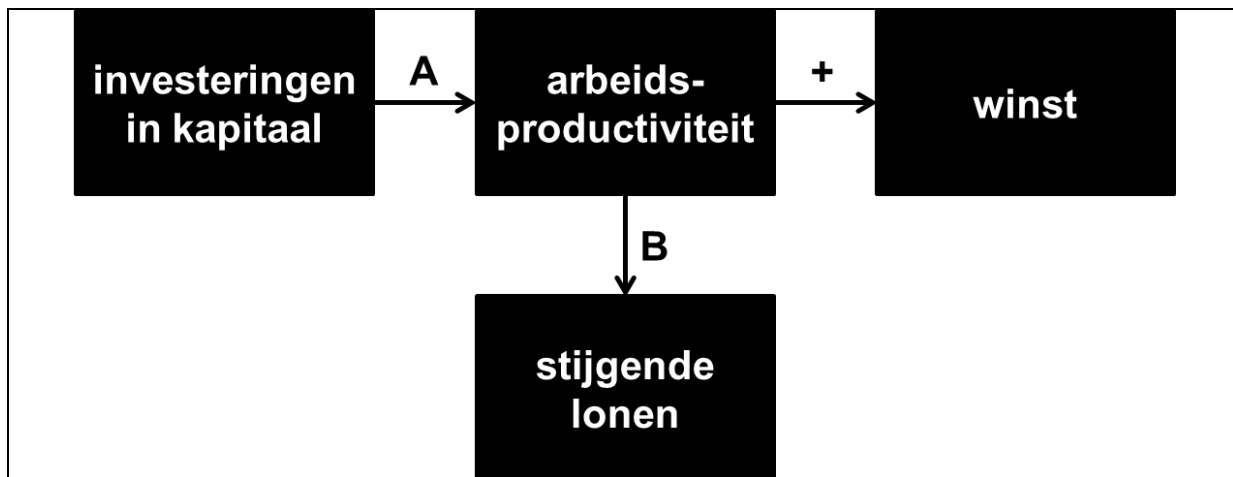 investeringen
in kapitaal
A
arbeids-
productiviteit
+
winst
B
stijgende
lonen